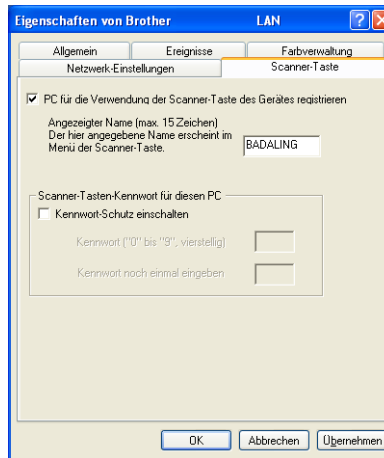 Eigenschaften von Brother LAN
Allgemein Ereignisse Farbverwaltung
Netzwerk-Einstellungen Scanner-Taste
PC für die Verwendung der Scanner-Taste des Gerätes registrieren
Angezeigter Name (max. 15 Zeichen)
Der hier angegebene Name erscheint im
Menü der Scanner-Taste.
BADALING
Scanner-Tasten-Kennwort für diesen PC
Kennwort-Schutz einschalten
Kennwort ("0" bis "9", vierstellig)
Kennwort noch einmal eingeben
OK Abbrechen Übernehmen